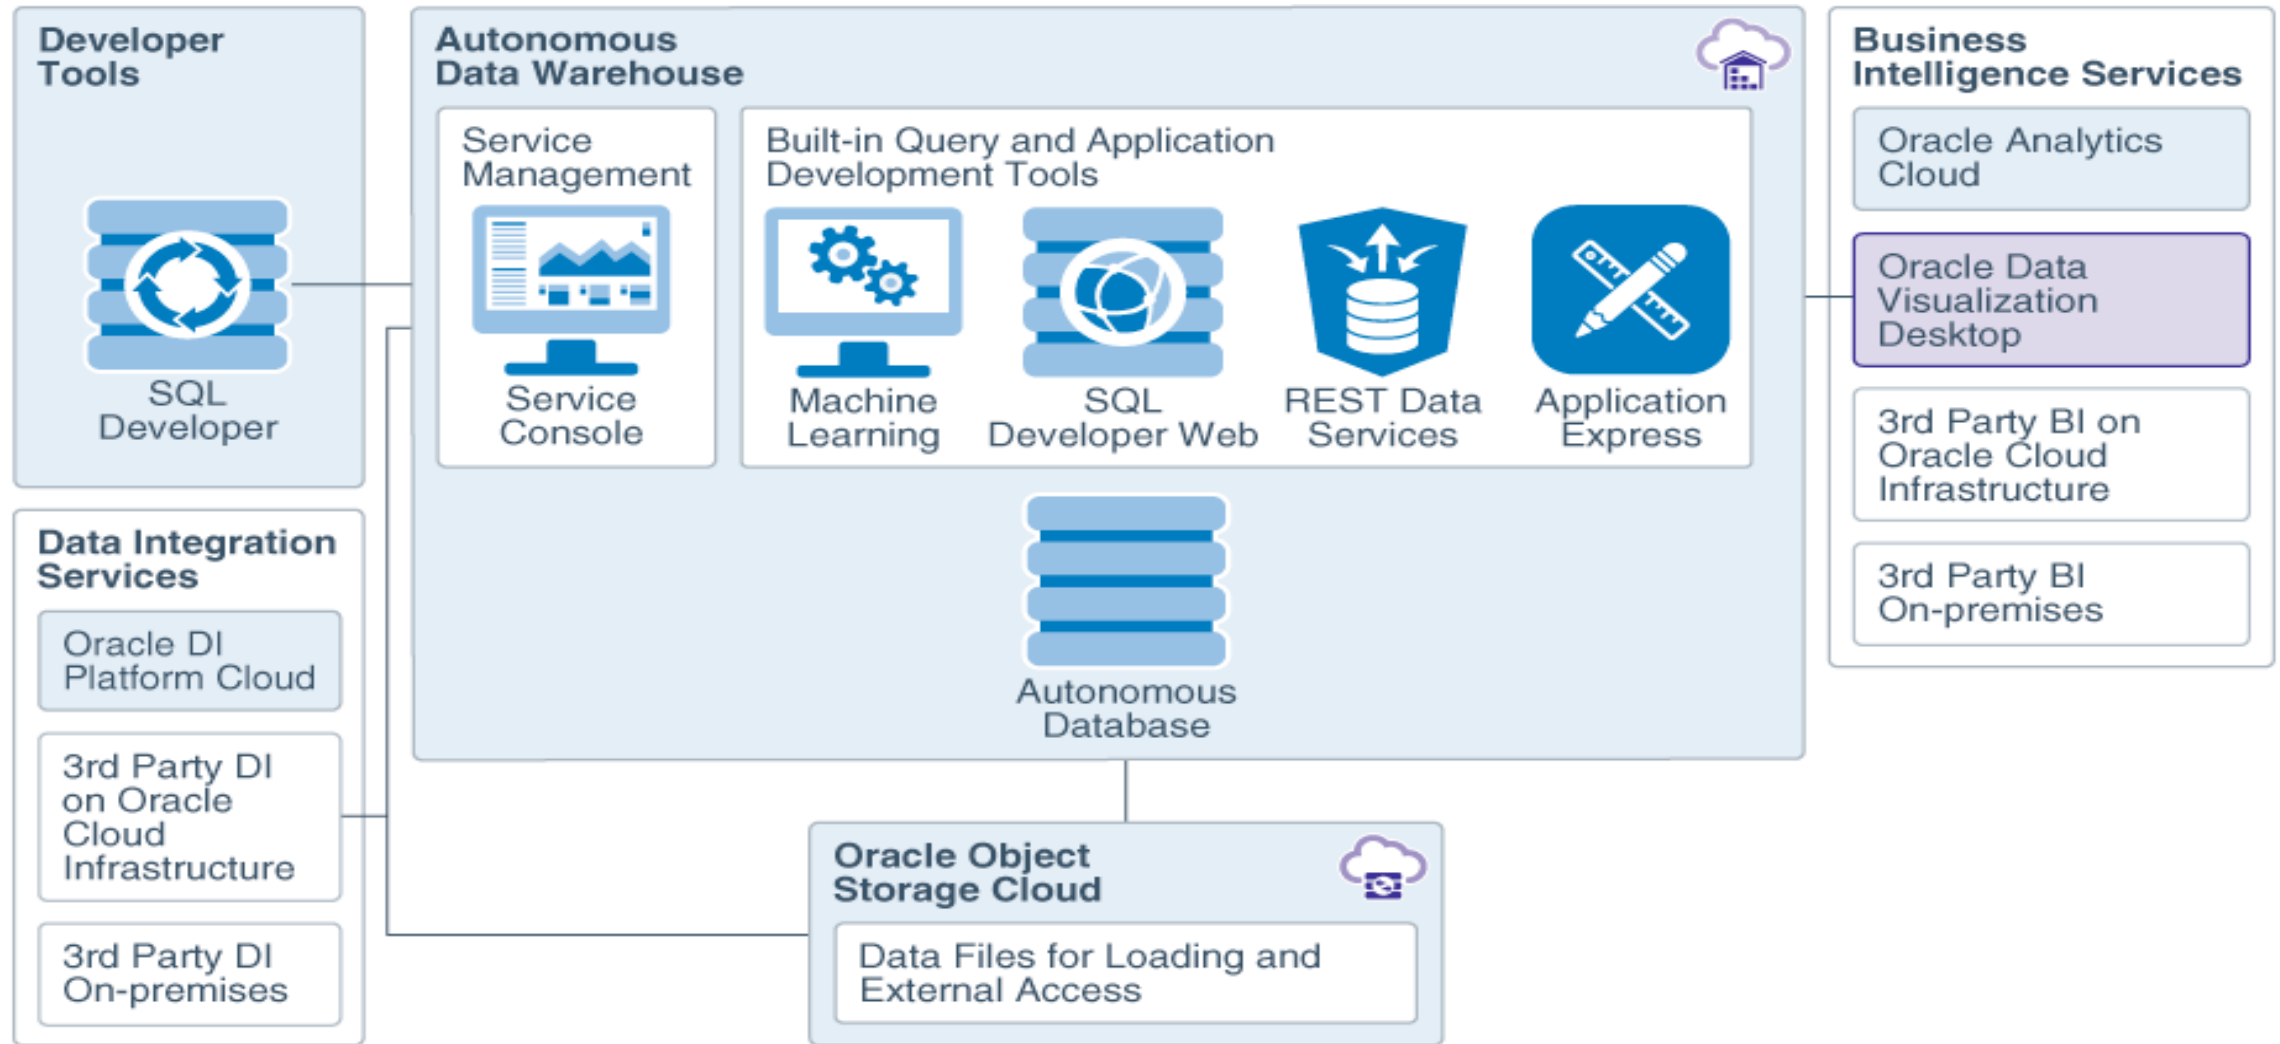 Developer
Tools
SQL
Developer
Data Integration
Services
Oracle DI
Platform Cloud
3rd Party DI
on Oracle
Cloud
Infrastructure
3rd Party DI
On-premises
Autonomous
Data Warehouse
Service
Management
Service
Console
Built-in Query and Application
Development Tools
Machine
Learning
SQL
Developer Web
REST Data
Services
Application
Express
Autonomous
Database
Oracle Object
Storage Cloud
Data Files for Loading and
External Access
Business
Intelligence Services
Oracle Analytics
Cloud
Oracle Data
Visualization
Desktop
3rd Party BI on
Oracle Cloud
Infrastructure
3rd Party BI
On-premises